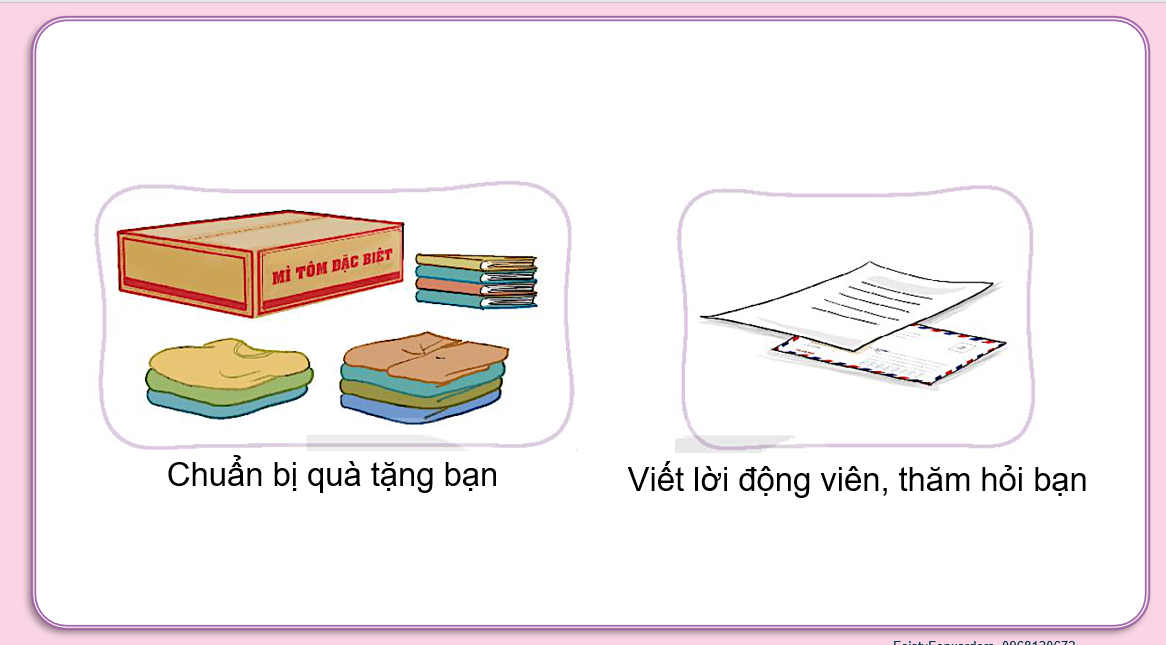 MÌ TÔM ĐẶC BIỆT
Chuẩn bị quà tặng bạn
Viết lời động viên, thăm hỏi bạn